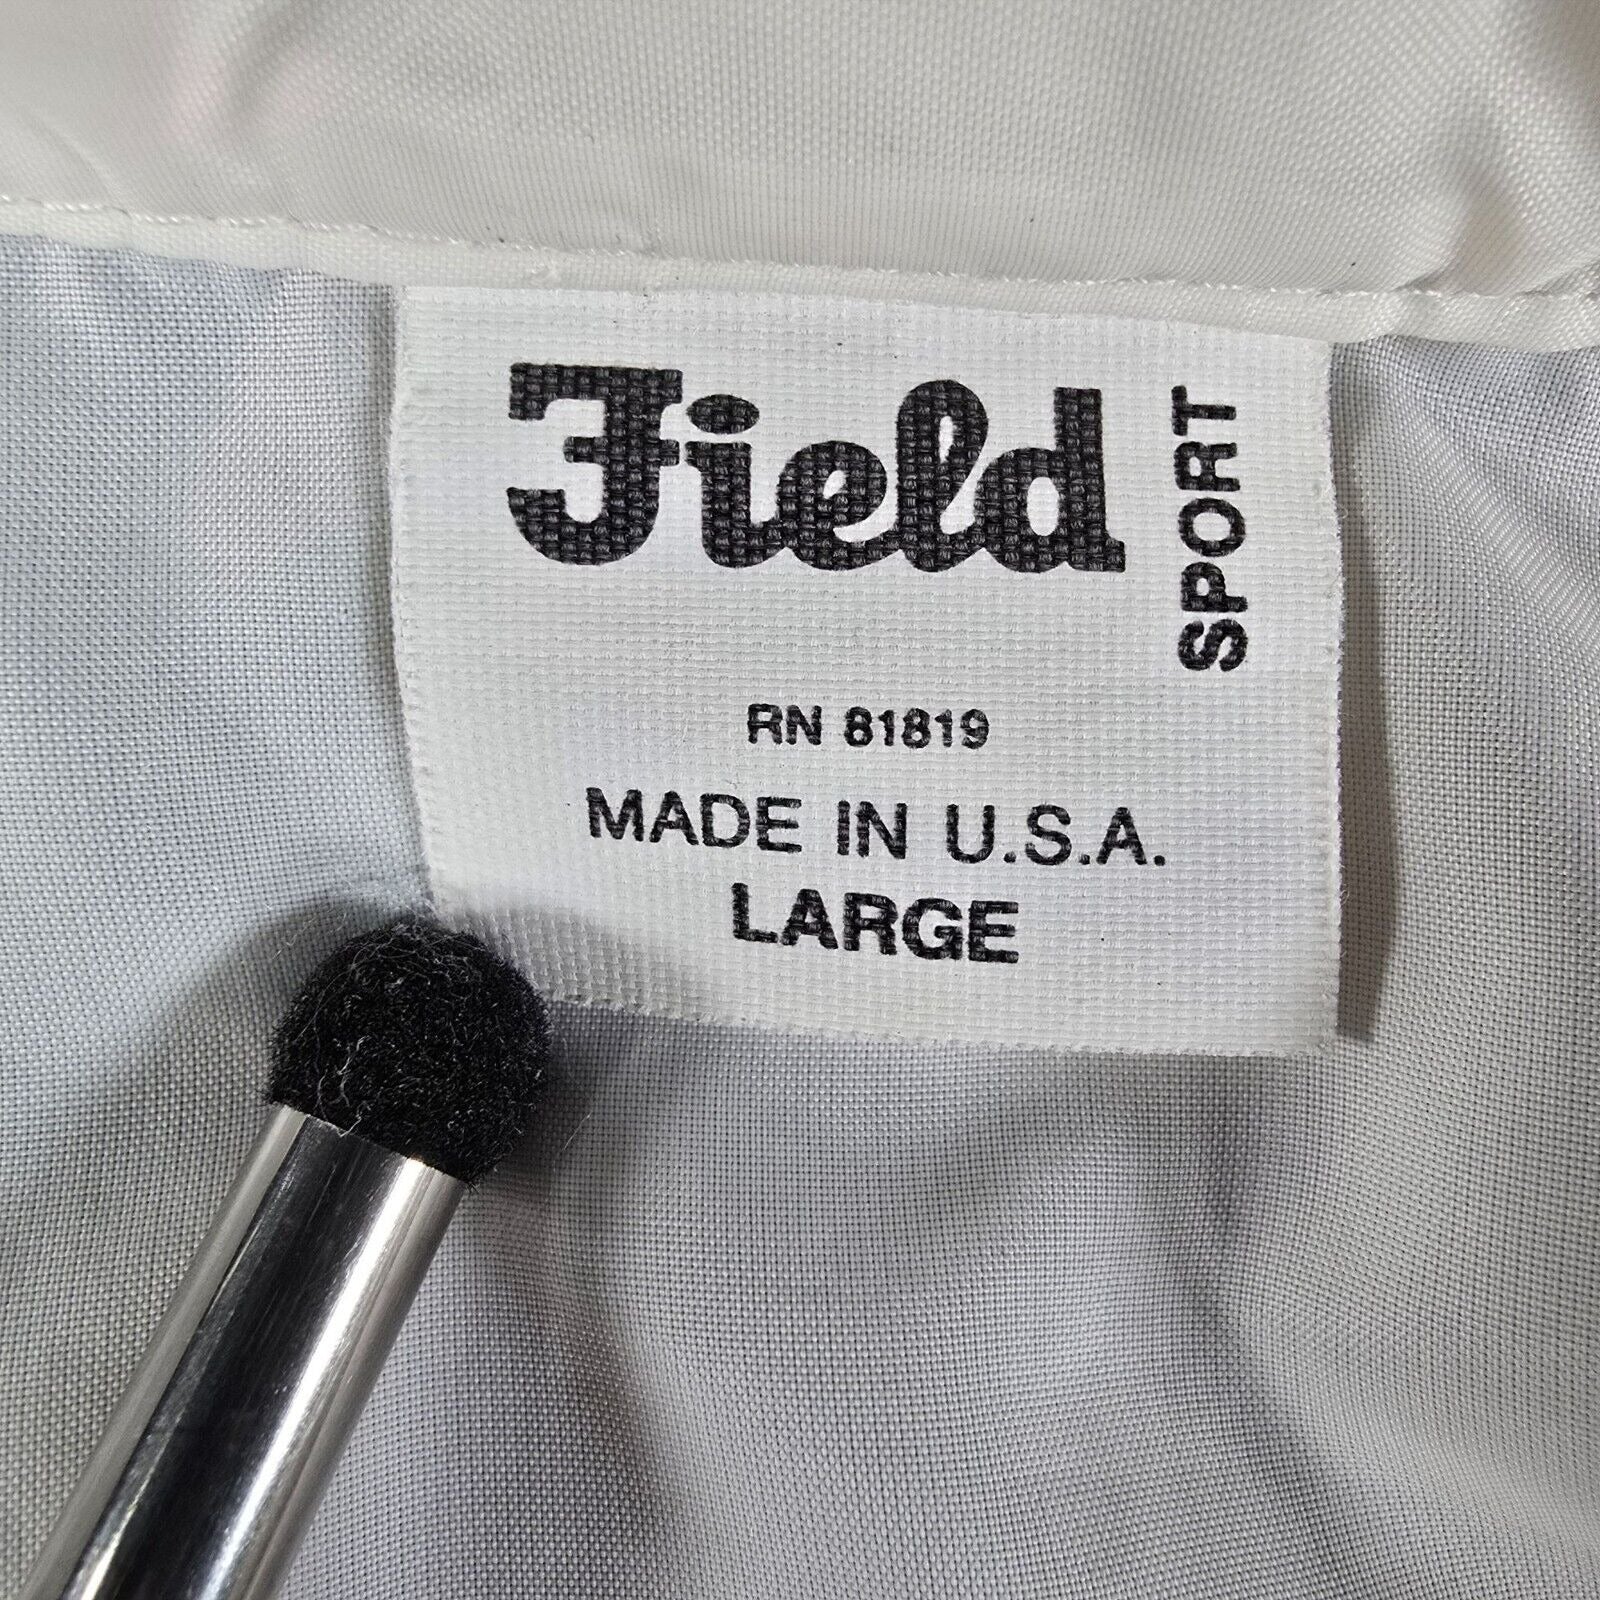 Field
SPORT
RN 81819
MADE IN U.S.A.
LARGE